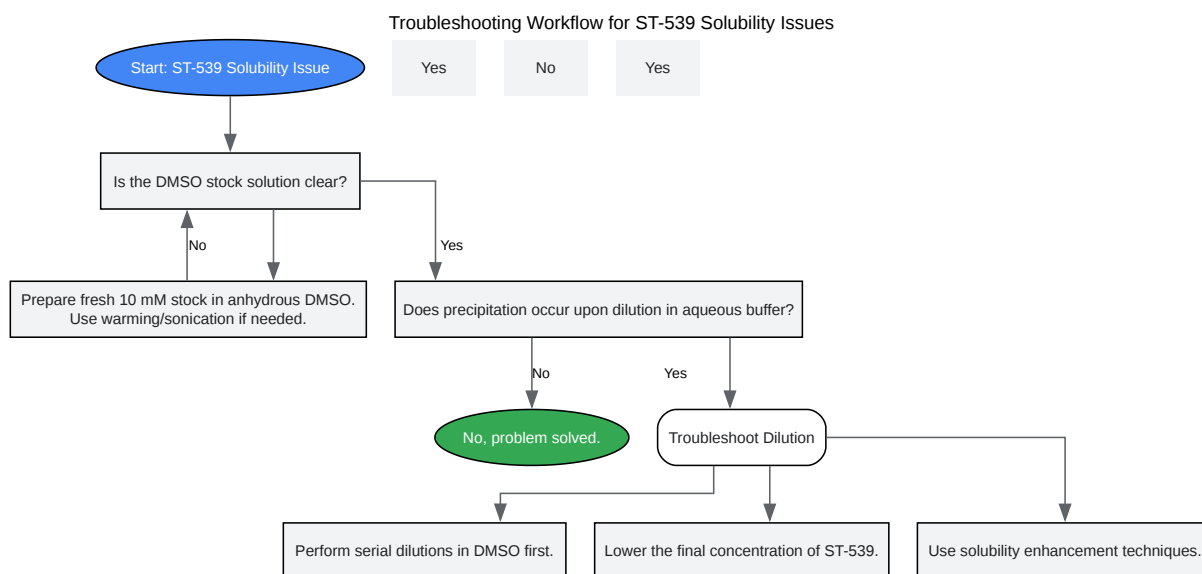 Troubleshooting Workflow for ST-539 Solubility Issues
Start: ST-539 Solubility Issue
Yes
No
Yes
Is the DMSO stock solution clear?
No
Yes
Prepare fresh 10 mM stock in anhydrous DMSO.
Use warming/sonication if needed.
Does precipitation occur upon dilution in aqueous buffer?
No
Yes
No, problem solved.
Troubleshoot Dilution
Perform serial dilutions in DMSO first.
Lower the final concentration of ST-539.
Use solubility enhancement techniques.